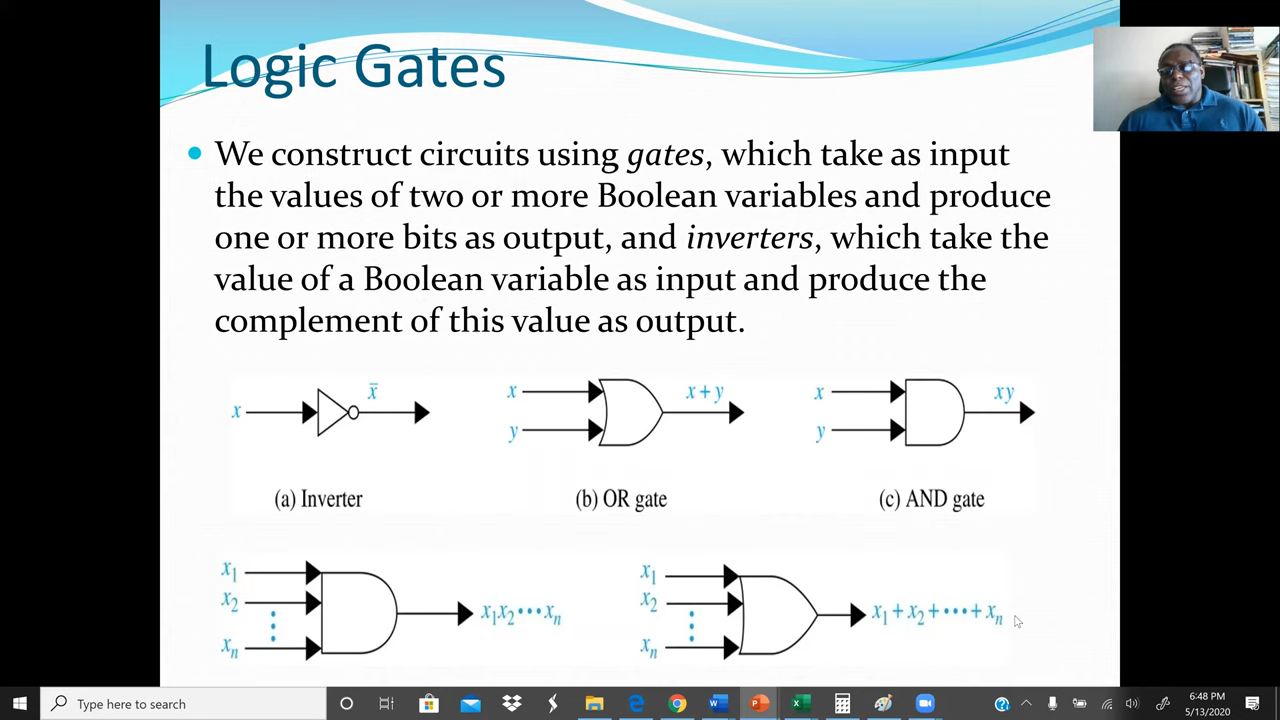 Logic Gates
• We construct circuits using gates, which take as input
the values of two or more Boolean variables and produce
one or more bits as output, and inverters, which take the
value of a Boolean variable as input and produce the
complement of this value as output.
x
x̄
x
y
x + y
x
y
xy
(a) Inverter
(b) OR gate
(c) AND gate
x₁
x₂
⋮
xₙ
x₁x₂···xₙ
x₁
x₂
⋮
xₙ
x₁ + x₂ + ··· + xₙ
Type here to search
6:48 PM
5/13/2020